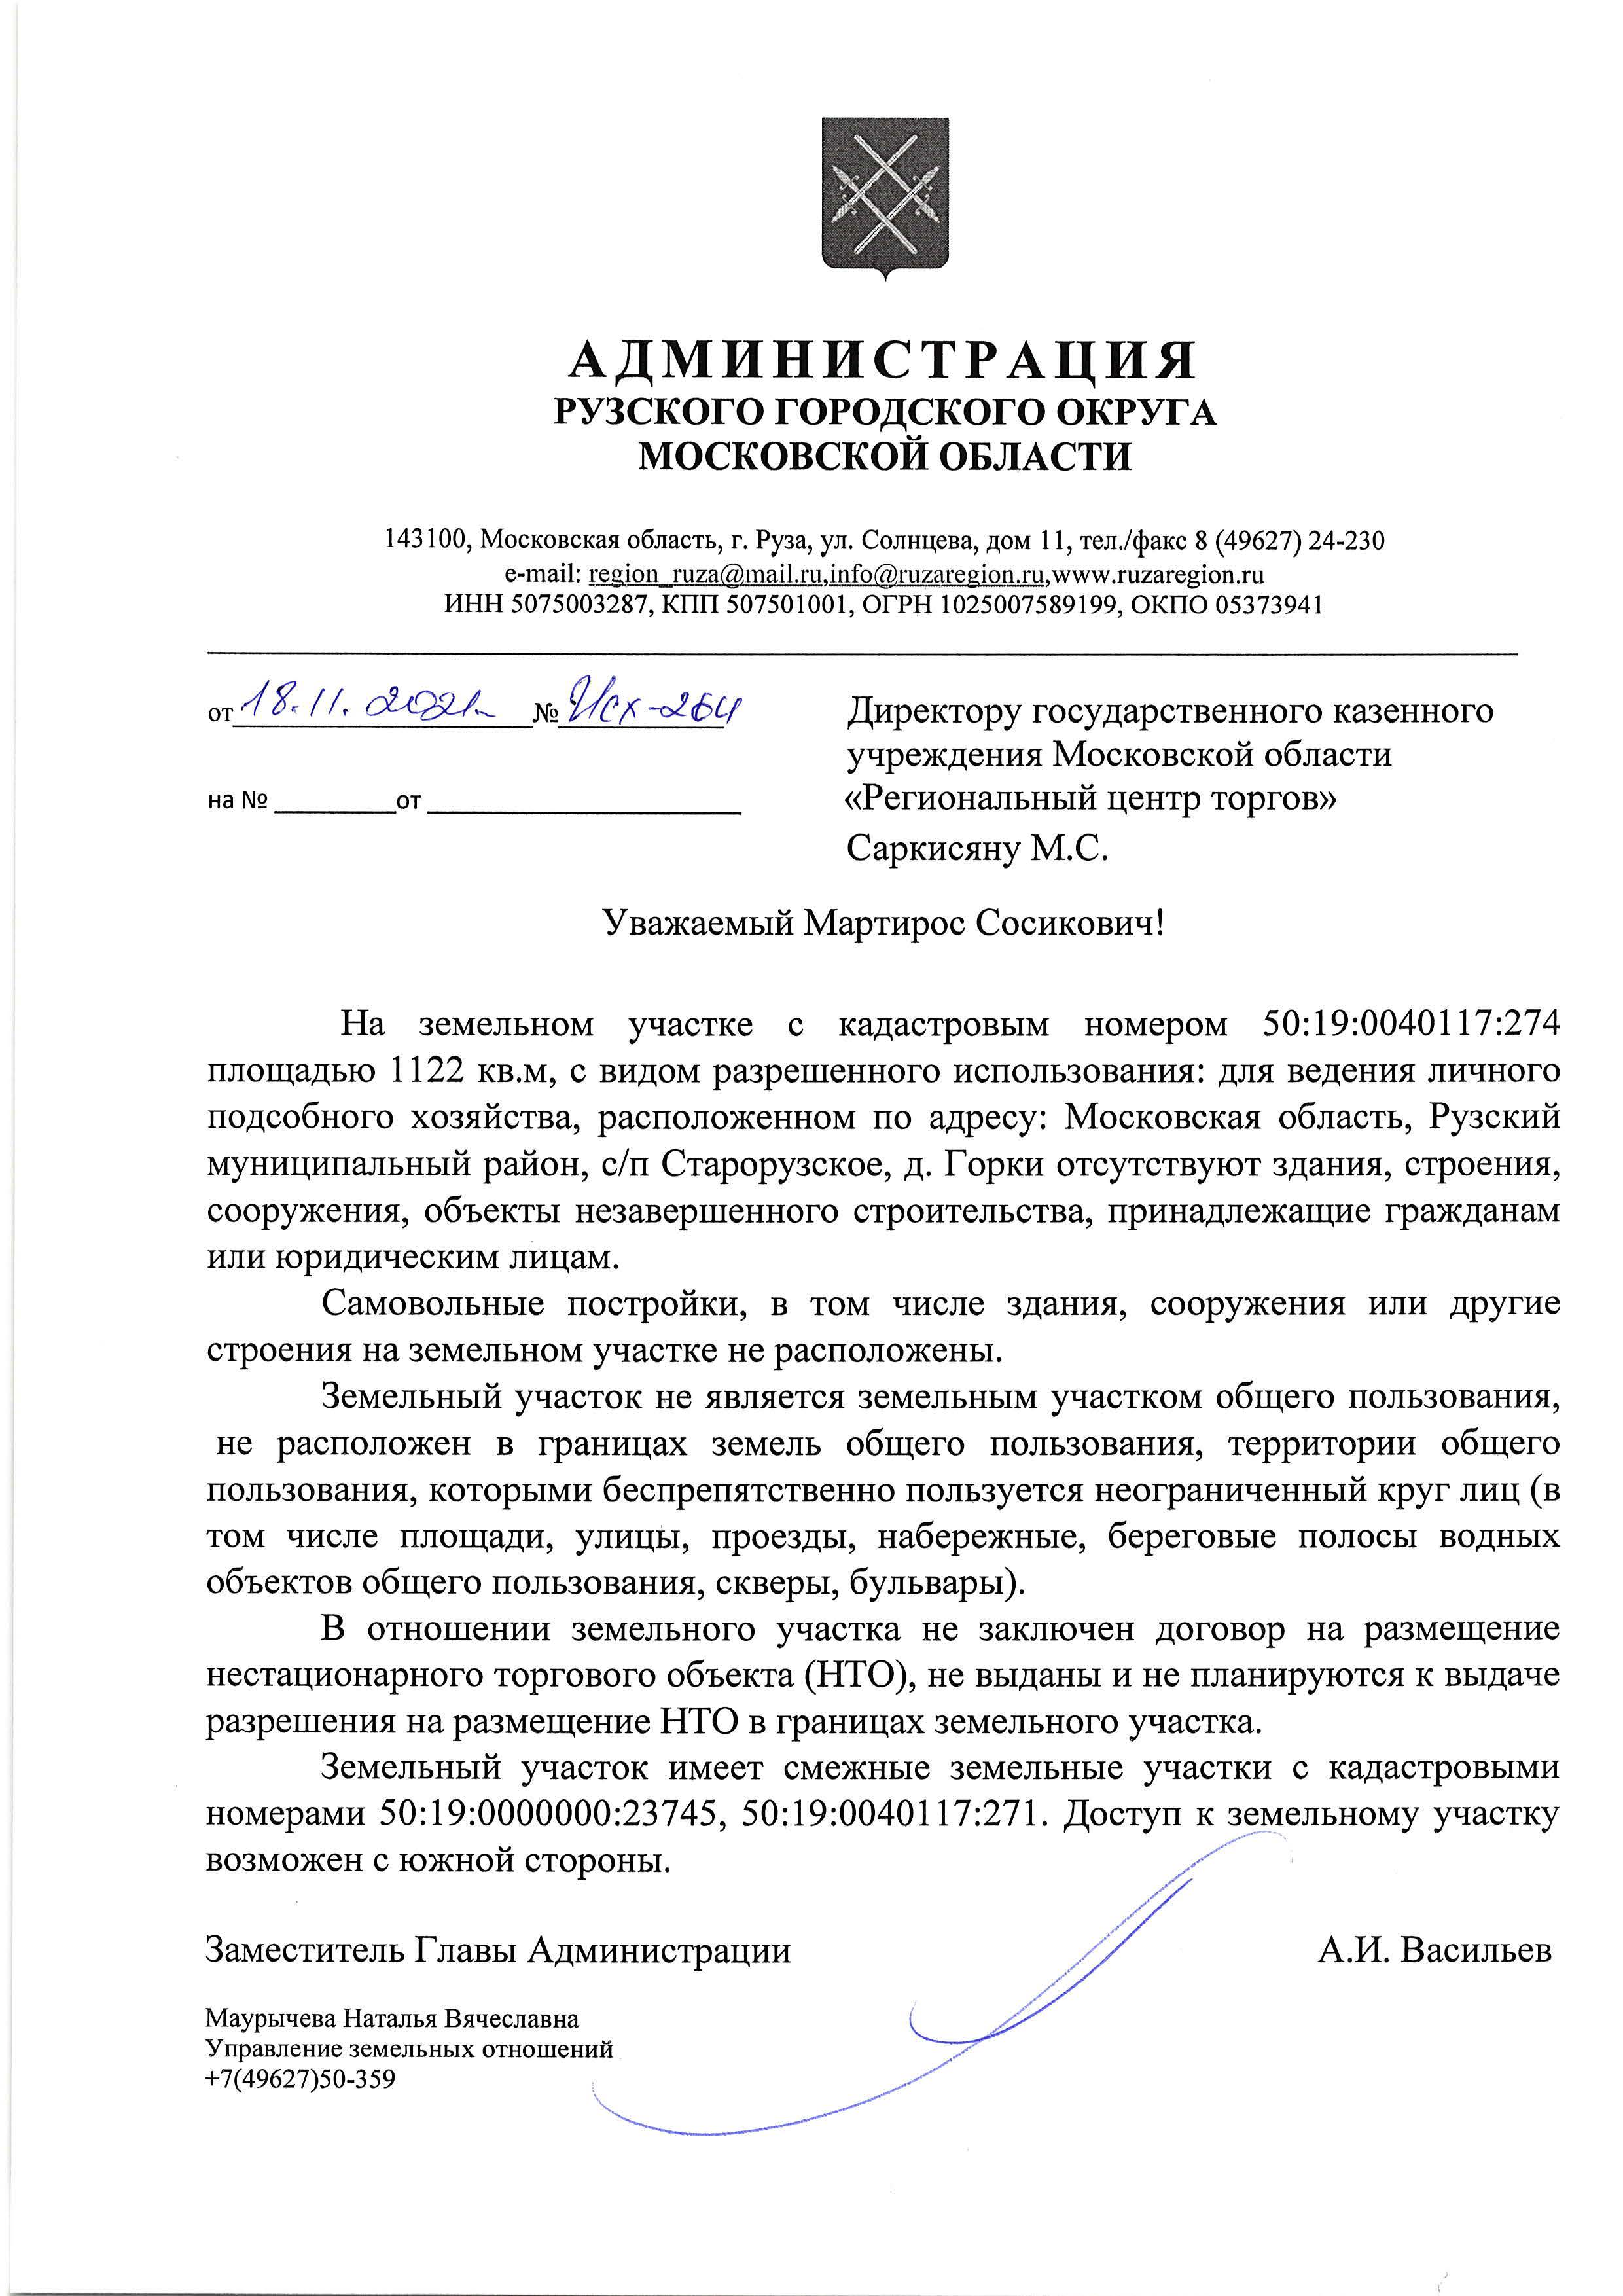 АДМИНИСТРАЦИЯ
РУЗСКОГО ГОРОДСКОГО ОКРУГА
МОСКОВСКОЙ ОБЛАСТИ
143100, Московская область, г. Руза, ул. Солнцева, дом 11, тел./факс 8 (49627) 24-230
e-mail: region_ruza@mail.ru,info@ruzaregion.ru,www.ruzaregion.ru
ИНН 5075003287, КПП 507501001, ОГРН 1025007589199, ОКПО 05373941
от 18.11.2021. № Исх-264
на № _________от _______________________
Директору государственного казенного
учреждения Московской области
«Региональный центр торгов»
Саркисяну М.С.
Уважаемый Мартирос Сосикович!
На земельном участке с кадастровым номером 50:19:0040117:274
площадью 1122 кв.м, с видом разрешенного использования: для ведения личного
подсобного хозяйства, расположенном по адресу: Московская область, Рузский
муниципальный район, с/п Старорузское, д. Горки отсутствуют здания, строения,
сооружения, объекты незавершенного строительства, принадлежащие гражданам
или юридическим лицам.
Самовольные постройки, в том числе здания, сооружения или другие
строения на земельном участке не расположены.
Земельный участок не является земельным участком общего пользования,
не расположен в границах земель общего пользования, территории общего
пользования, которыми беспрепятственно пользуется неограниченный круг лиц (в
том числе площади, улицы, проезды, набережные, береговые полосы водных
объектов общего пользования, скверы, бульвары).
В отношении земельного участка не заключен договор на размещение
нестационарного торгового объекта (НТО), не выданы и не планируются к выдаче
разрешения на размещение НТО в границах земельного участка.
Земельный участок имеет смежные земельные участки с кадастровыми
номерами 50:19:0000000:23745, 50:19:0040117:271. Доступ к земельному участку
возможен с южной стороны.
Заместитель Главы Администрации А.И. Васильев
Маурычева Наталья Вячеславна
Управление земельных отношений
+7(49627)50-359